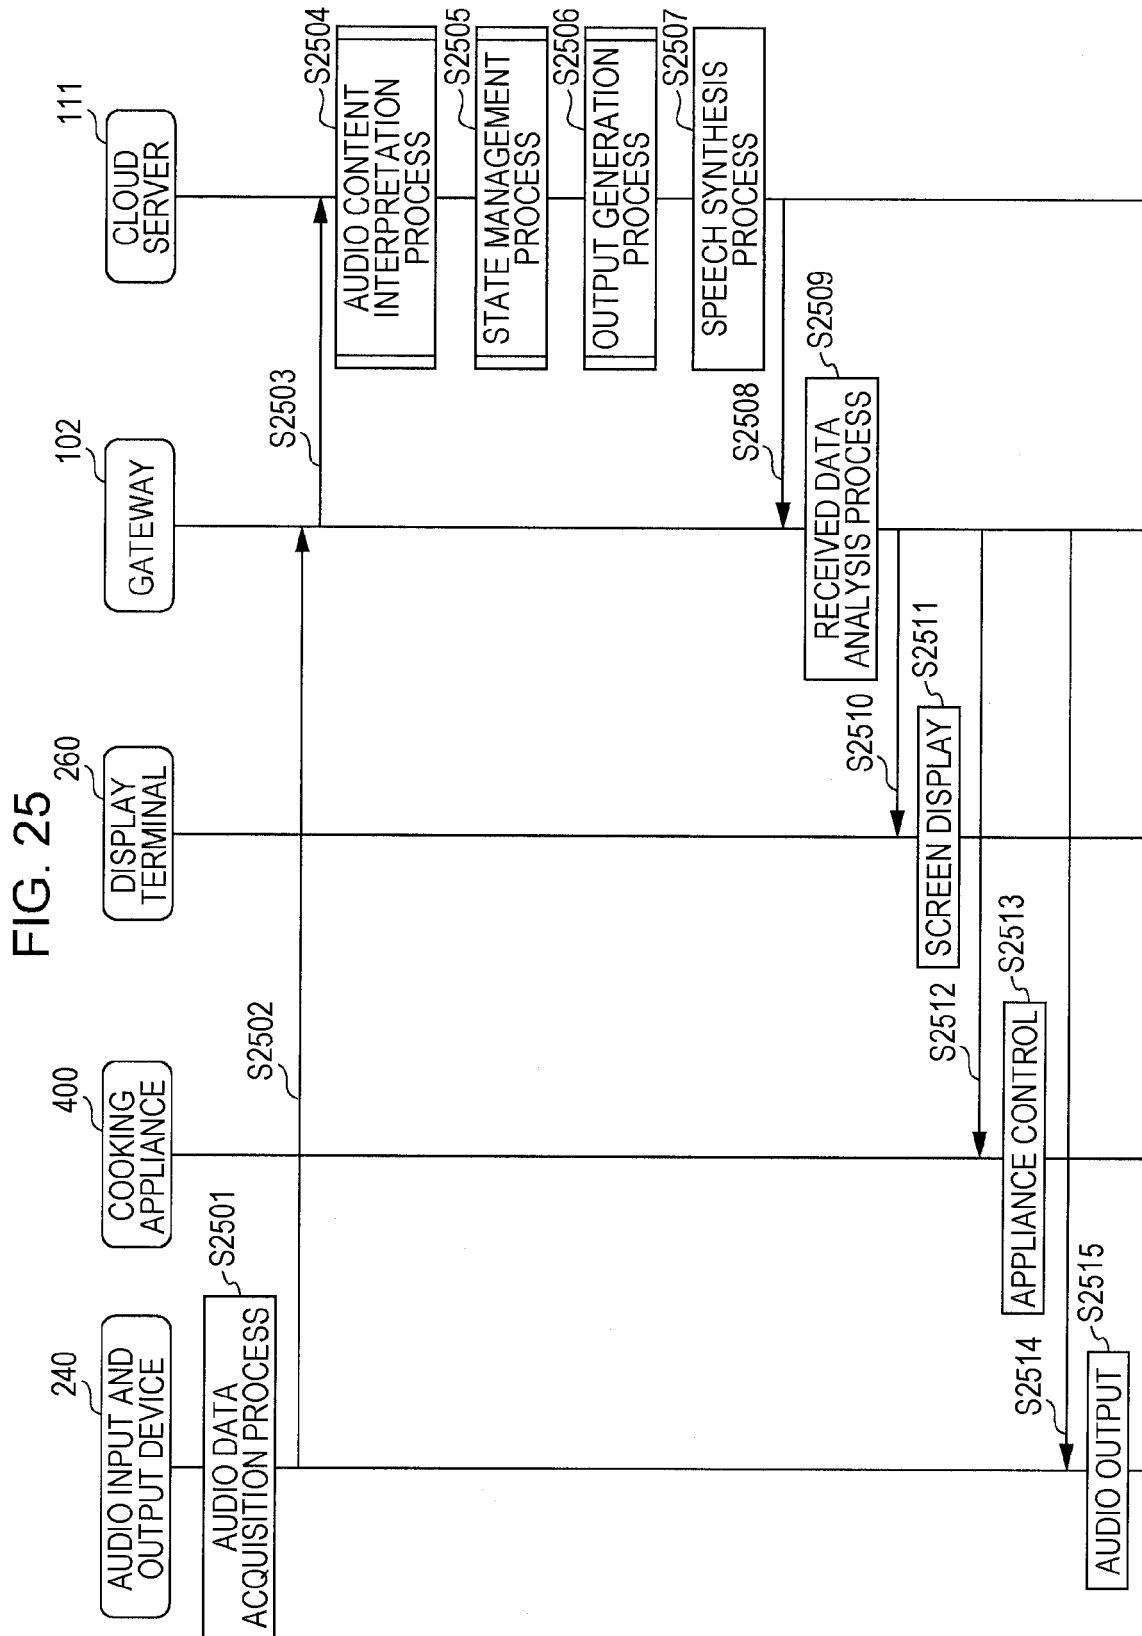 FIG. 25
240
AUDIO INPUT AND
OUTPUT DEVICE
400
COOKING
APPLIANCE
260
DISPLAY
TERMINAL
102
GATEWAY
111
CLOUD
SERVER
S2501
AUDIO DATA
ACQUISITION PROCESS
S2502
S2503
S2504
AUDIO CONTENT
INTERPRETATION
PROCESS
S2505
STATE MANAGEMENT
PROCESS
S2506
OUTPUT GENERATION
PROCESS
S2507
SPEECH SYNTHESIS
PROCESS
S2508
S2509
RECEIVED DATA
ANALYSIS PROCESS
S2510
S2511
SCREEN DISPLAY
S2512
S2513
APPLIANCE CONTROL
S2514
S2515
AUDIO OUTPUT